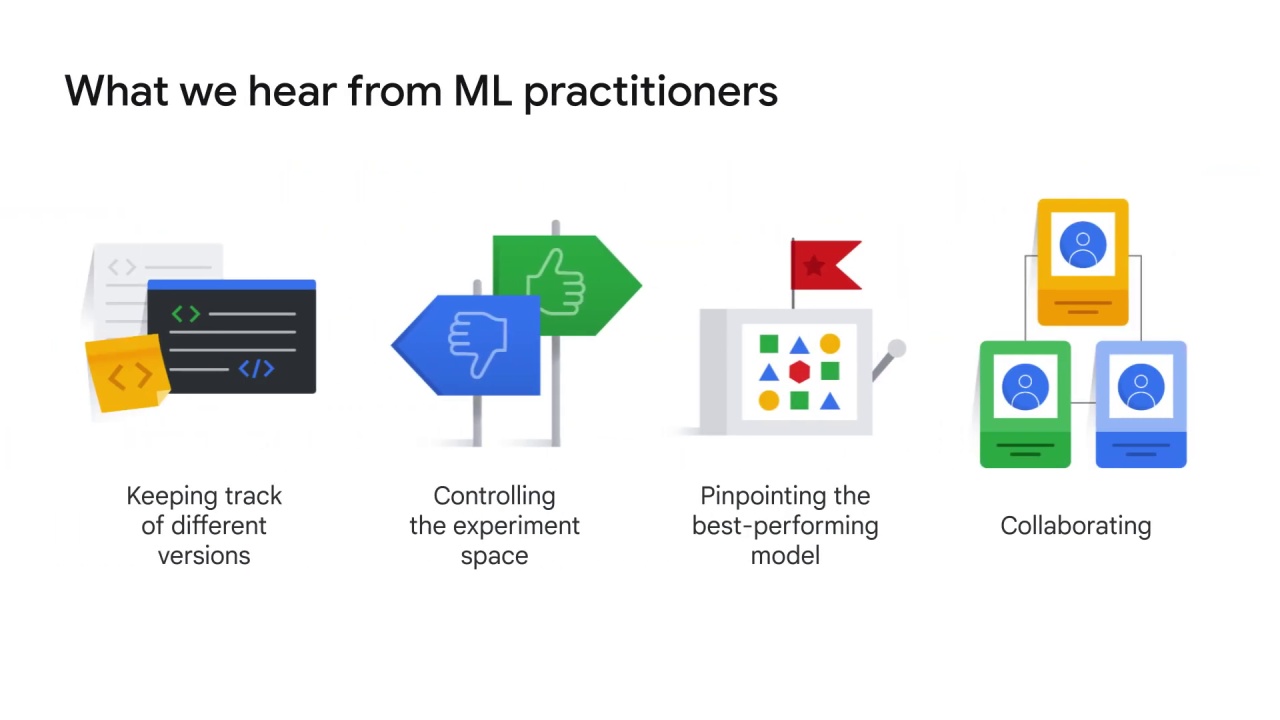 What we hear from ML practitioners
Keeping track
of different
versions
Controlling
the experiment
space
Pinpointing the
best-performing
model
Collaborating